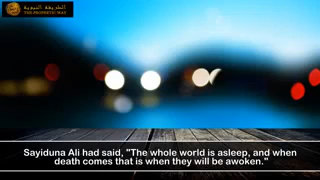 الطريقة النبوية
THE PROPHETIC WAY
Sayiduna Ali had said, "The whole world is asleep, and when
death comes that is when they will be awoken."